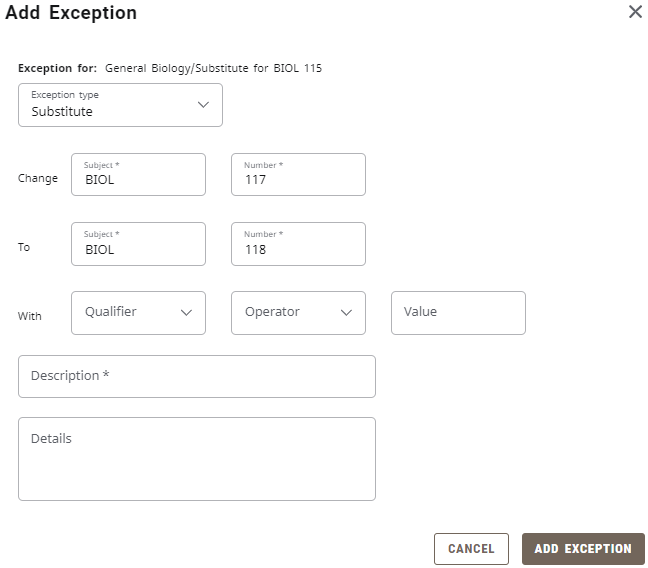 Add Exception
Exception for: General Biology/Substitute for BIOL 115
Exception type
Substitute
Change
Subject *
BIOL
Number *
117
To
Subject *
BIOL
Number *
118
With
Qualifier
Operator
Value
Description *
Details
CANCEL
ADD EXCEPTION